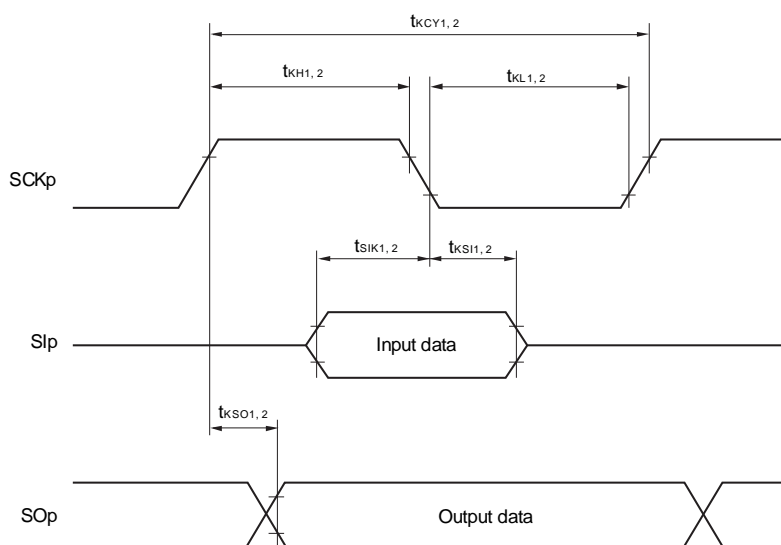 tKCY1, 2
tKH1, 2
tKL1, 2
SCKp
tSIK1, 2
tKSI1, 2
SIp
Input data
tKSO1, 2
SOp
Output data